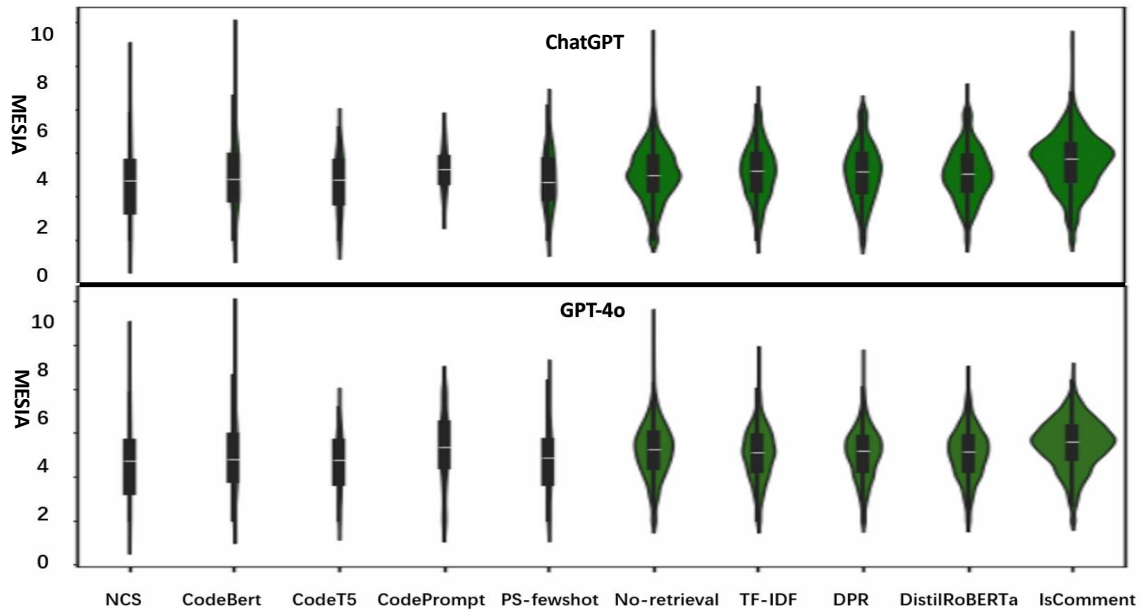 ChatGPT
MESIA
10
8
6
4
2
0
GPT-4o
MESIA
10
8
6
4
2
0
NCS CodeBert CodeT5 CodePrompt PS-fewshot No-retrieval TF-IDF DPR DistilRoBERTa IsComment